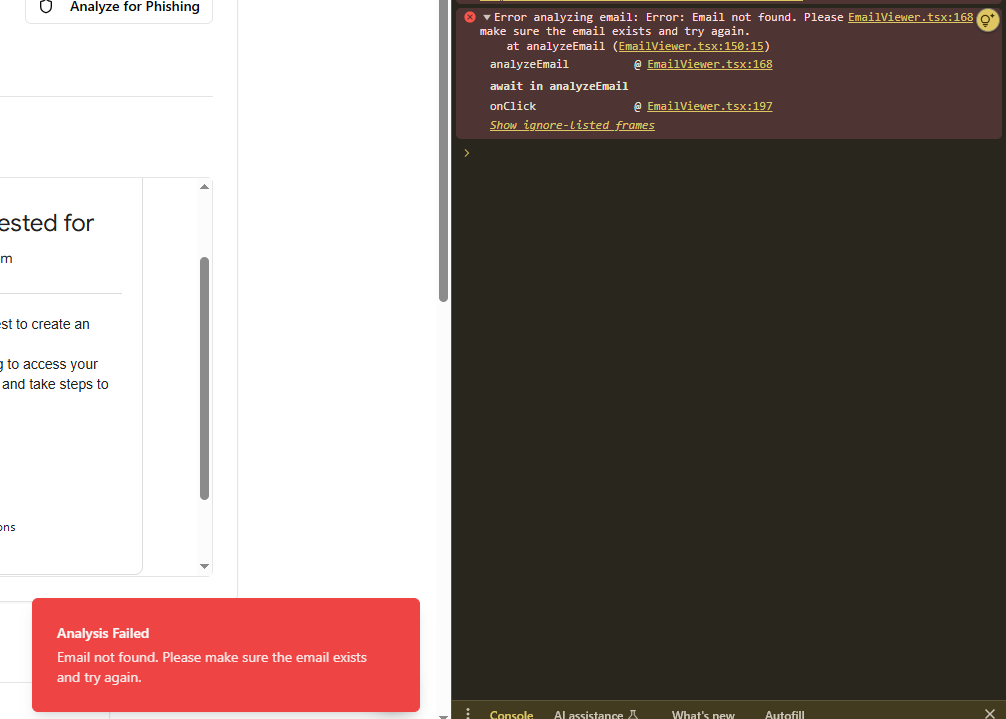 Analyze for Phishing
ested for
m
est to create an
g to access your
and take steps to
ons
Analysis Failed
Email not found. Please make sure the email exists
and try again.
Error analyzing email: Error: Email not found. Please EmailViewer.tsx:168
make sure the email exists and try again.
at analyzeEmail (EmailViewer.tsx:150:15)
analyzeEmail @ EmailViewer.tsx:168
await in analyzeEmail
onClick @ EmailViewer.tsx:197
Show ignore-listed frames
Console AI assistance What's new Autofill